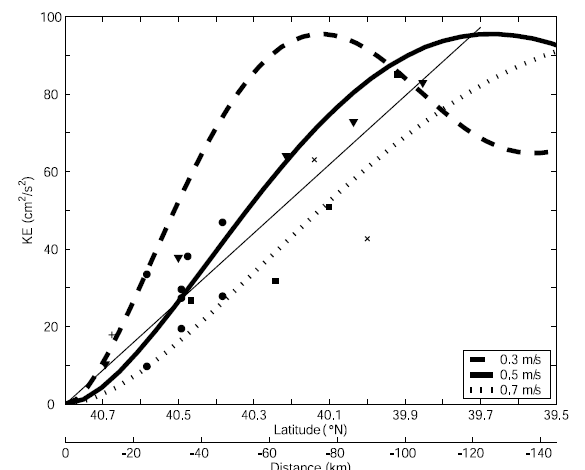 100
80
60
40
20
0
KE (cm²/s²)
0.3 m/s
0.5 m/s
0.7 m/s
40.7 40.5 40.3 40.1 39.9 39.7 39.5
Latitude (°N)
0 -20 -40 -60 -80 -100 -120 -140
Distance (km)